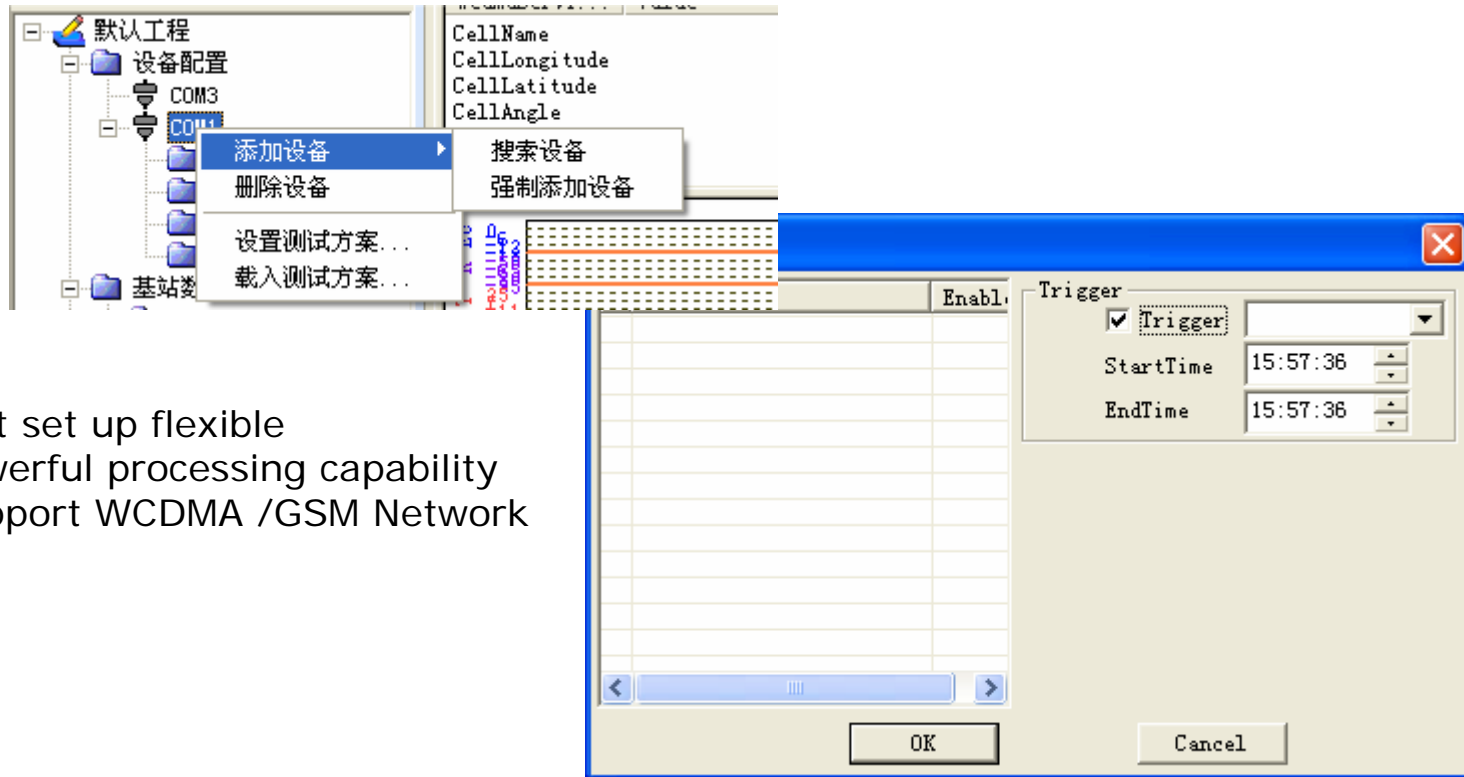 默认工程
设备配置
COM3
COM1
添加设备
删除设备
设置测试方案...
载入测试方案...
搜索设备
强制添加设备
基站数
CellName
CellLongitude
CellLatitude
CellAngle
t set up flexible
werful processing capability
pport WCDMA /GSM Network
Enable
Trigger
Trigger
StartTime 15:57:36
EndTime 15:57:36
OK Cancel